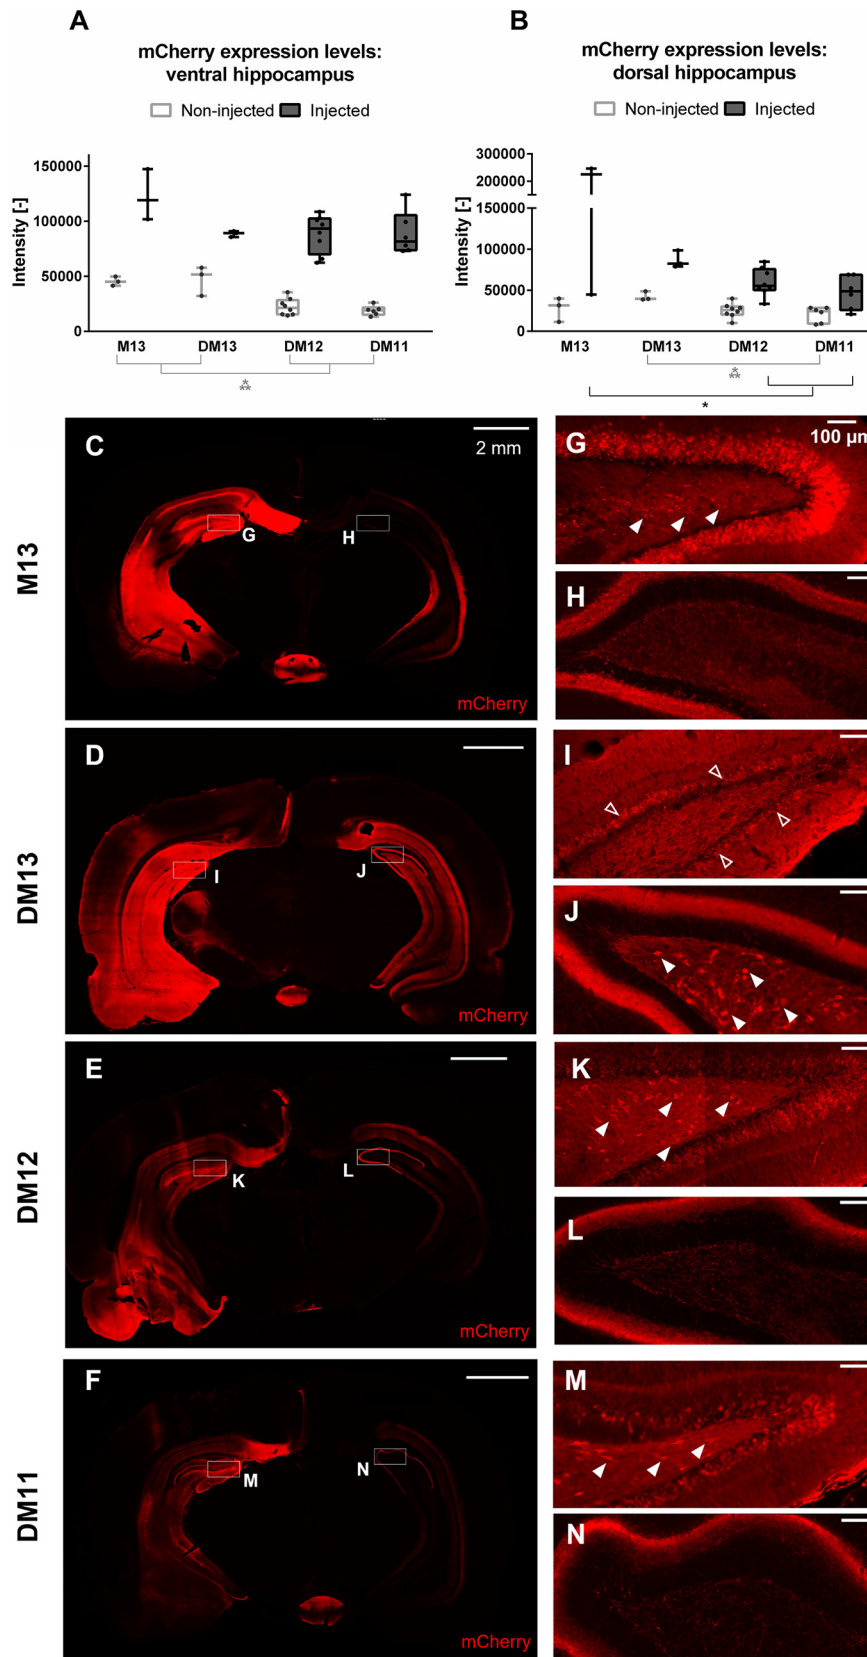 A
mCherry expression levels:
ventral hippocampus
Non-injected Injected
Intensity [-]
150000
100000
50000
0
M13 DM13 DM12 DM11
***
B
mCherry expression levels:
dorsal hippocampus
Non-injected Injected
Intensity [-]
300000
200000
100000
150000
100000
50000
0
M13 DM13 DM12 DM11
***
*
M13
C
2 mm
G
H
mCherry
G
100 µm
H
DM13
D
I
J
mCherry
I
J
DM12
E
K
L
mCherry
K
L
DM11
F
M
N
mCherry
M
N